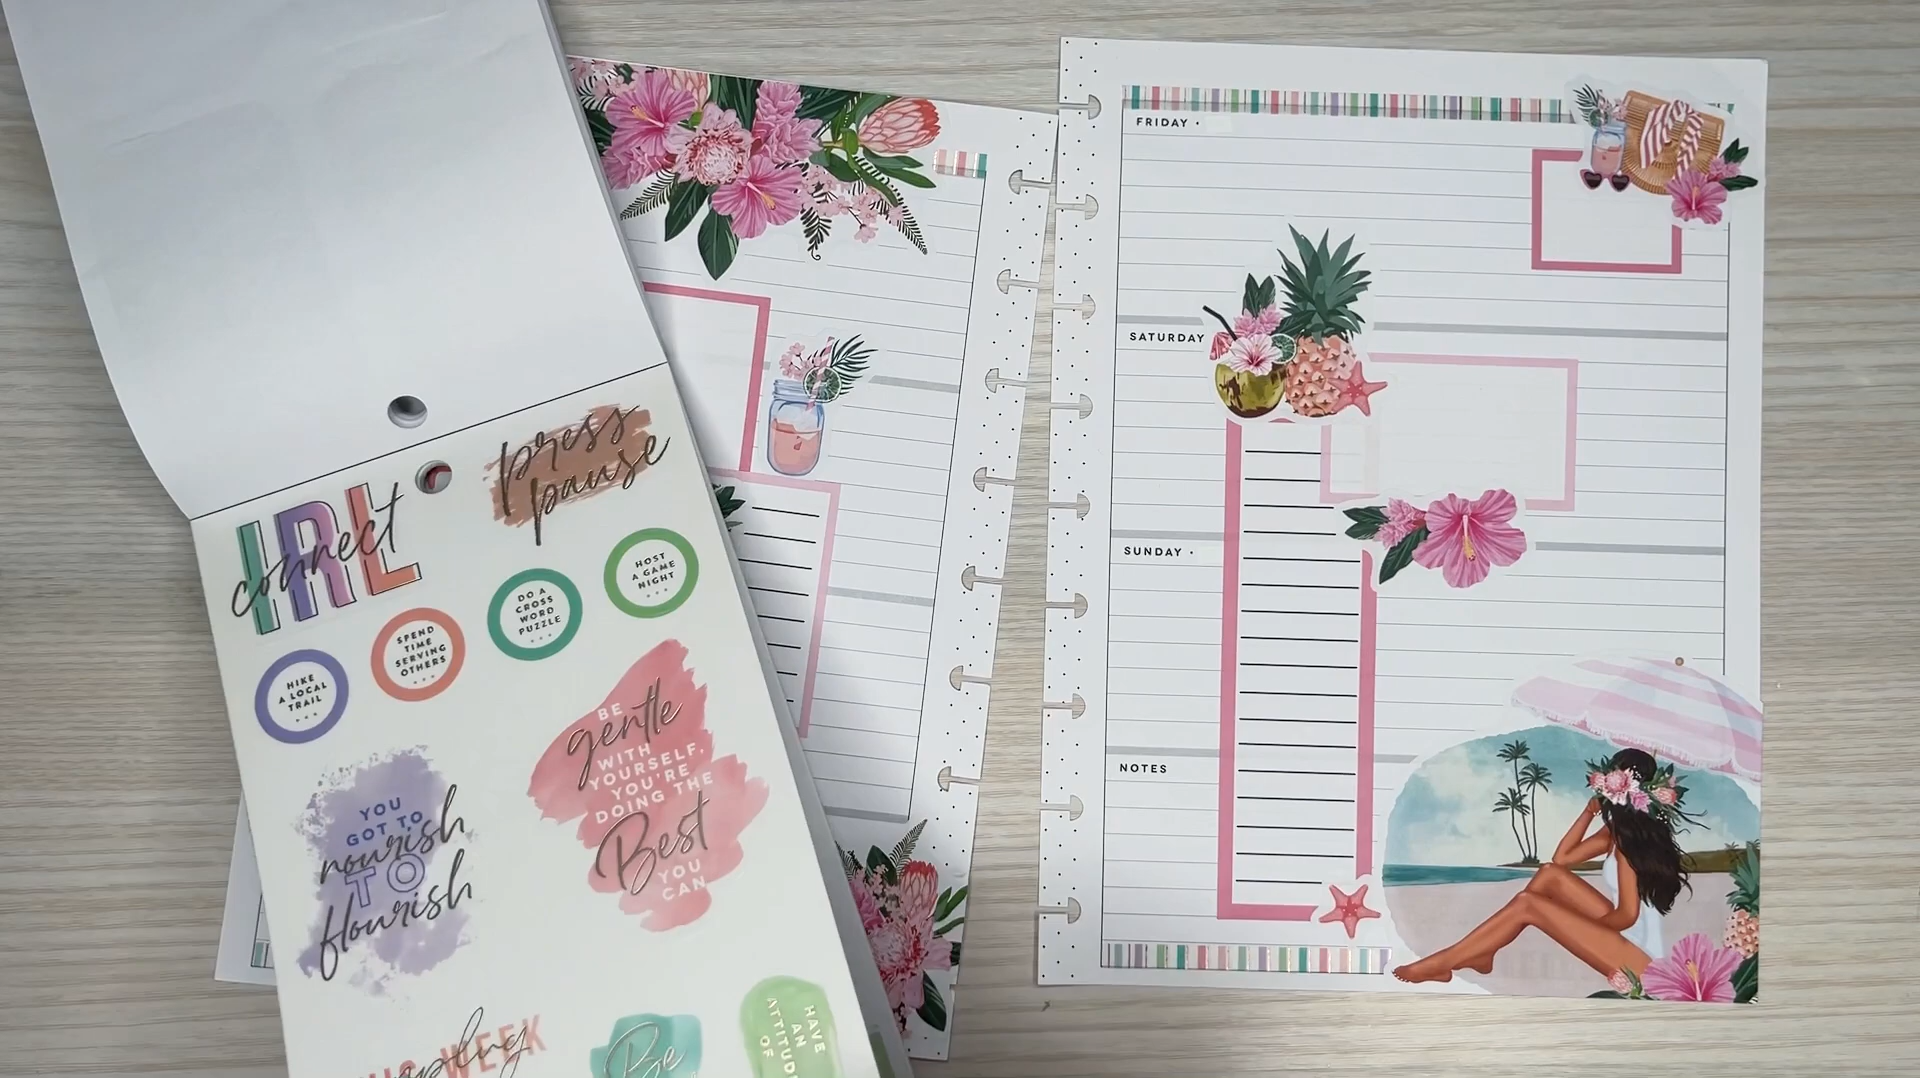 IRL
connect
press
pause
HIKE
A LOCAL
TRAIL
SPEND
TIME
SERVING
OTHERS
DO A
CROSS
WORD
PUZZLE
HOST
A GAME
NIGHT
YOU
GOT TO
nourish
TO
flourish
BE
gentle
WITH
YOURSELF,
YOU'RE
DOING THE
Best
YOU
CAN
WEEK
Be
HAVE
AN
ATTITUDE
OF
FRIDAY •
SATURDAY
SUNDAY •
NOTES